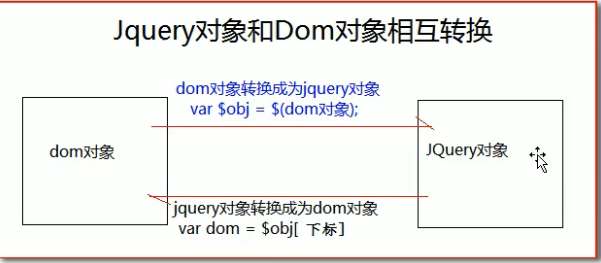 Jquery对象和Dom对象相互转换
dom对象转换成为jquery对象
var $obj = $(dom对象);
dom对象
JQuery对象
jquery对象转换成为dom对象
var dom = $obj[ 下标]